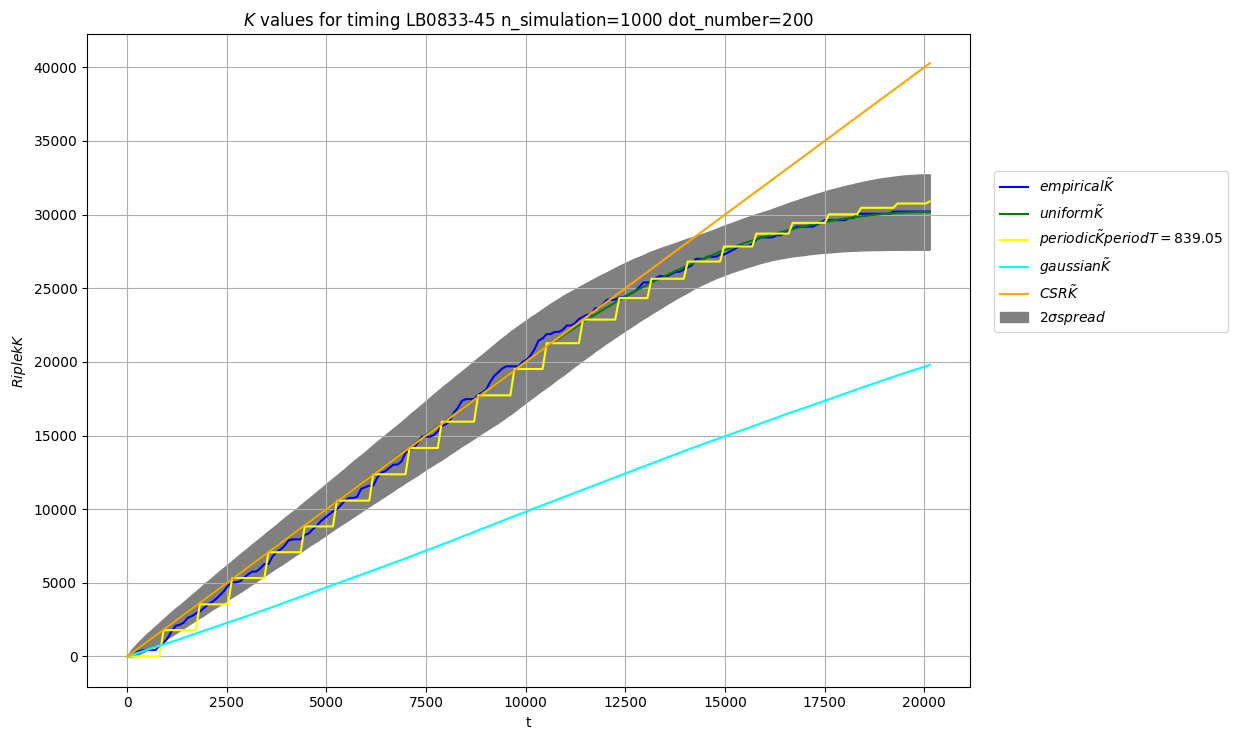 K values for timing LB0833-45 n_simulation=1000 dot_number=200
40000
35000
30000
25000
20000
15000
10000
5000
0
RiplekK
0 2500 5000 7500 10000 12500 15000 17500 20000
t
empiricalK̃
uniformK̃
periodicK̃periodT = 839.05
gaussianK̃
CSRK̃
2σspread